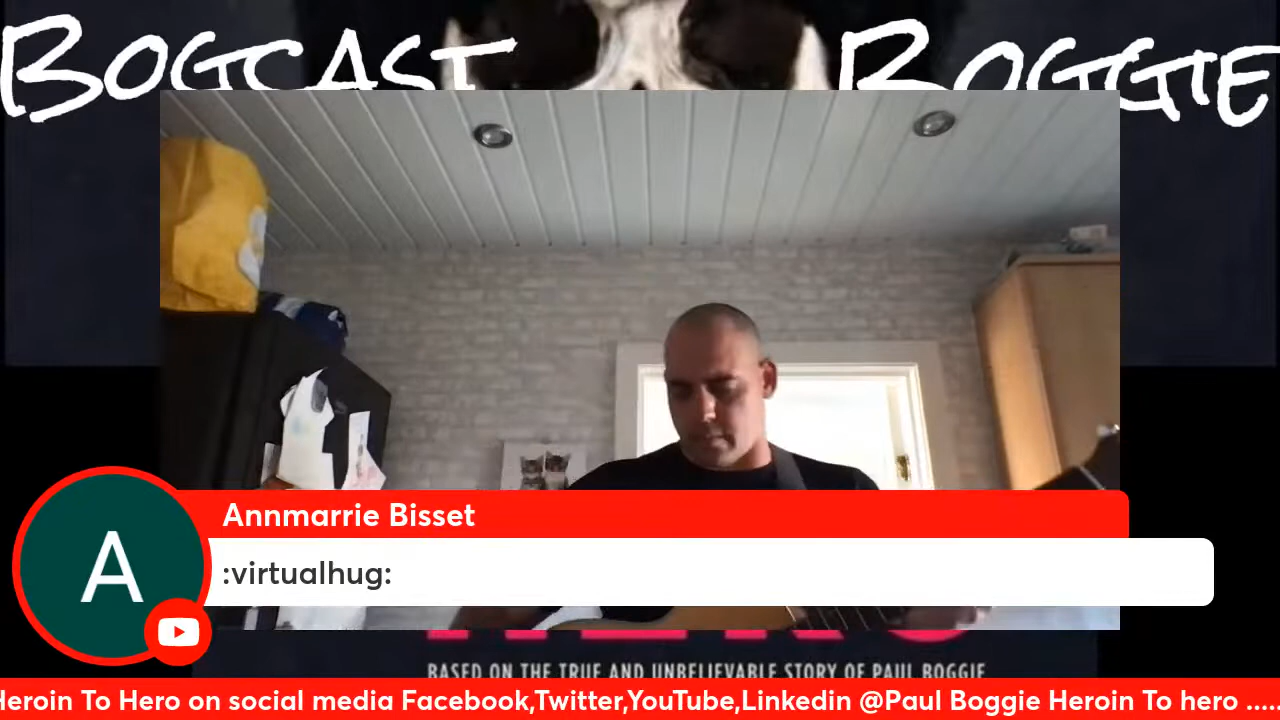 BOGCAST BOGGIE
Annmarrie Bisset
A
:virtualhug:
HERO
BASED ON THE TRUE AND UNBELIEVABLE STORY OF PAUL BOGGIE
Heroin To Hero on social media Facebook,Twitter,YouTube,Linkedin @Paul Boggie Heroin To hero .....